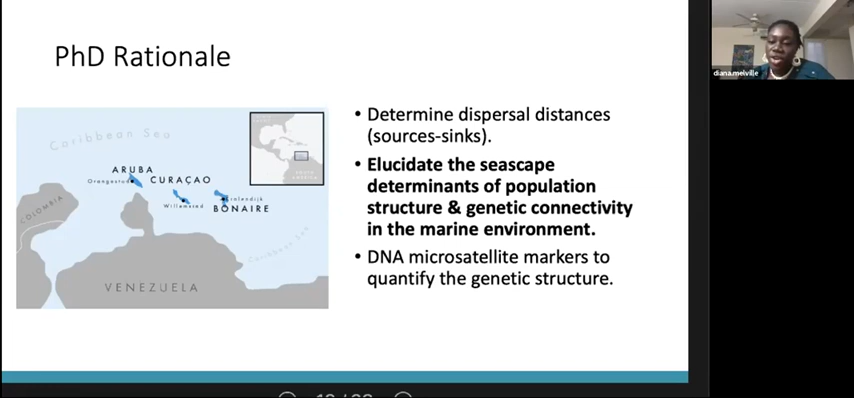 PhD Rationale
diana.melville
• Determine dispersal distances
(sources-sinks).
• Elucidate the seascape
determinants of population
structure & genetic connectivity
in the marine environment.
• DNA microsatellite markers to
quantify the genetic structure.
Caribbean Sea
ARUBA
CURAÇAO
Willemstad
BONAIRE
COLOMBIA
Caribbean Sea
VENEZUELA